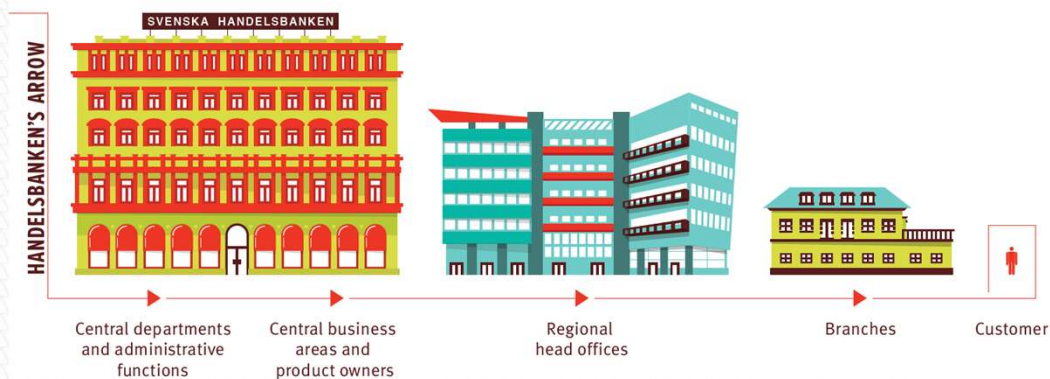 HANDELSBANKEN'S ARROW
SVENSKA HANDELSBANKEN
Central departments
and administrative
functions
Central business
areas and
product owners
Regional
head offices
Branches
Customer